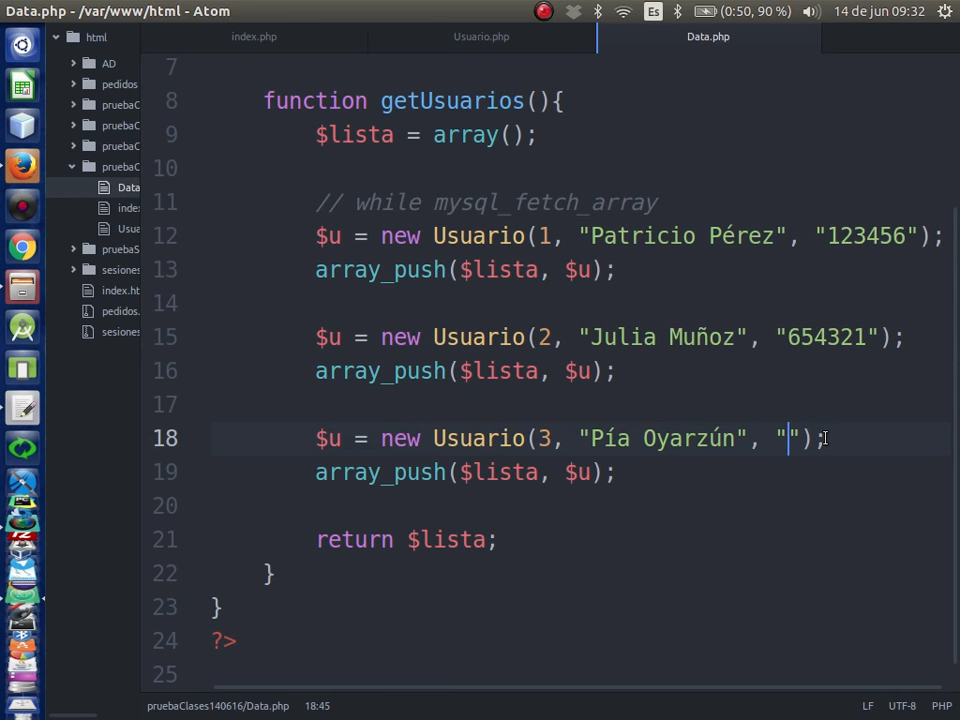 Data.php - /var/www/html - Atom
Es
(0:50, 90 %)
14 de jun 09:32
html
AD
pedidos
pruebaC
pruebaC
pruebaC
pruebaC
Data
index
Usua
pruebaS
sesiones
index.ht
pedidos.
sesiones
index.php
Usuario.php
Data.php
7
8 function getUsuarios(){
9 $lista = array();
10
11 // while mysql_fetch_array
12 $u = new Usuario(1, "Patricio Pérez", "123456");
13 array_push($lista, $u);
14
15 $u = new Usuario(2, "Julia Muñoz", "654321");
16 array_push($lista, $u);
17
18 $u = new Usuario(3, "Pía Oyarzún", "");
19 array_push($lista, $u);
20
21 return $lista;
22 }
23 }
24 ?>
25
pruebaClases140616/Data.php
18:45
LF
UTF-8
PHP